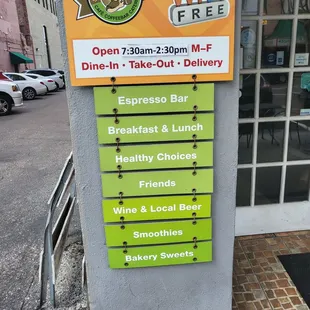 COFFEEBAR
FREE
Open 7:30am-2:30pm M–F
Dine-In • Take-Out • Delivery
Espresso Bar
Breakfast & Lunch
Healthy Choices
Friends
Wine & Local Beer
Smoothies
Bakery Sweets